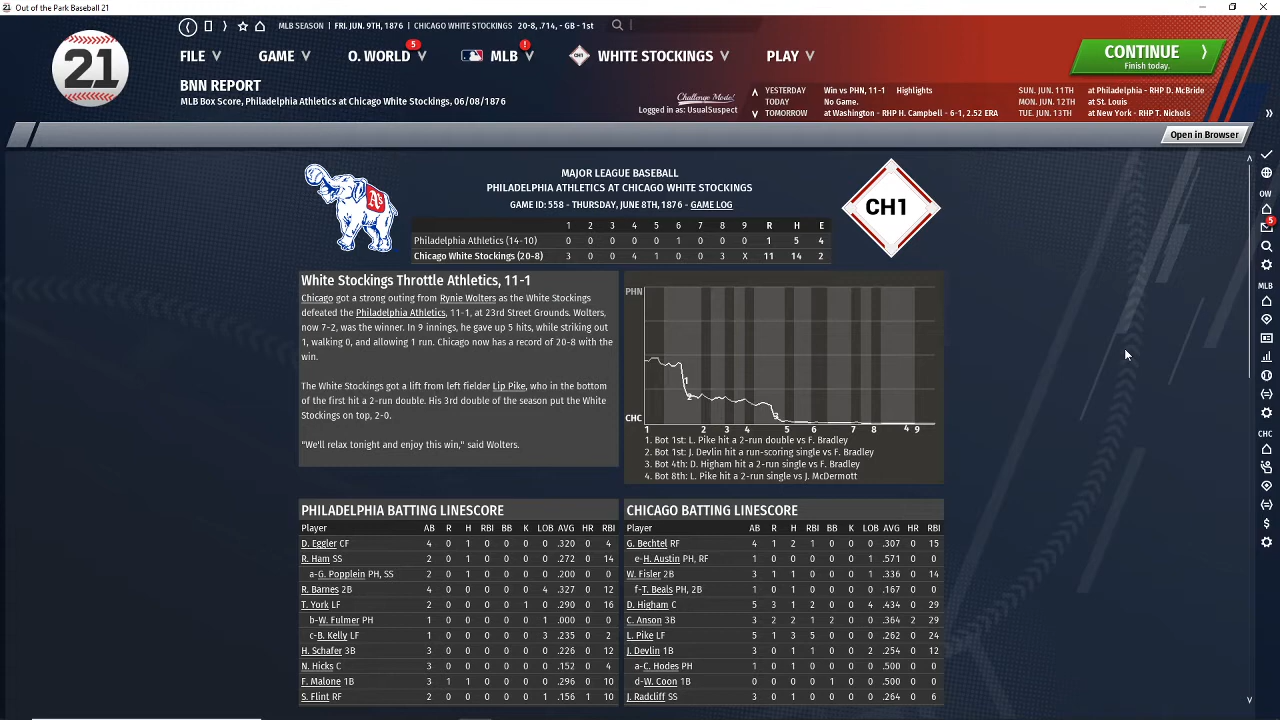 21 Out of the Park Baseball 21
MLB SEASON | FRI. JUN. 9TH, 1876 | CHICAGO WHITE STOCKINGS 20-8, .714, - GB - 1st
21 FILE GAME O. WORLD 5 MLB ! CH1 WHITE STOCKINGS PLAY
CONTINUE
Finish today.
BNN REPORT
MLB Box Score, Philadelphia Athletics at Chicago White Stockings, 06/08/1876
Challenge Mode!
Logged in as: UsualSuspect
YESTERDAY Win vs PHN, 11-1 Highlights SUN. JUN. 11TH at Philadelphia - RHP D. McBride
TODAY No Game. MON. JUN. 12TH at St. Louis
TOMORROW at Washington - RHP H. Campbell - 6-1, 2.52 ERA TUE. JUN. 13TH at New York - RHP T. Nichols
Open in Browser
A's
MAJOR LEAGUE BASEBALL
PHILADELPHIA ATHLETICS AT CHICAGO WHITE STOCKINGS
GAME ID: 558 - THURSDAY, JUNE 8TH, 1876 - GAME LOG
CH1
1 2 3 4 5 6 7 8 9 R H E
Philadelphia Athletics (14-10) 0 0 0 0 0 1 0 0 0 1 5 4
Chicago White Stockings (20-8) 3 0 0 4 1 0 0 3 X 11 14 2
White Stockings Throttle Athletics, 11-1
Chicago got a strong outing from Rynie Wolters as the White Stockings
defeated the Philadelphia Athletics, 11-1, at 23rd Street Grounds. Wolters,
now 7-2, was the winner. In 9 innings, he gave up 5 hits, while striking out
1, walking 0, and allowing 1 run. Chicago now has a record of 20-8 with the
win.
The White Stockings got a lift from left fielder Lip Pike, who in the bottom
of the first hit a 2-run double. His 3rd double of the season put the White
Stockings on top, 2-0.
"We'll relax tonight and enjoy this win," said Wolters.
PHN
1
2
3
CHC
1 2 3 4 5 6 7 8 4 9
1. Bot 1st: L. Pike hit a 2-run double vs F. Bradley
2. Bot 1st: J. Devlin hit a run-scoring single vs F. Bradley
3. Bot 4th: D. Higham hit a 2-run single vs F. Bradley
4. Bot 8th: L. Pike hit a 2-run single vs J. McDermott
PHILADELPHIA BATTING LINESCORE
Player AB R H RBI BB K LOB AVG HR RBI
D. Eggler CF 4 0 1 0 0 0 0 .320 0 4
R. Ham SS 2 0 1 0 0 0 0 .272 0 14
a-G. Popplein PH, SS 2 0 1 0 0 0 0 .200 0 0
R. Barnes 2B 4 0 0 0 0 0 4 .327 0 12
T. York LF 2 0 0 0 0 1 0 .290 0 16
b-W. Fulmer PH 1 0 0 0 0 0 1 .000 0 0
c-B. Kelly LF 1 0 0 0 0 0 3 .235 0 2
H. Schafer 3B 3 0 0 0 0 0 0 .226 0 12
N. Hicks C 3 0 0 0 0 0 0 .152 0 4
F. Malone 1B 3 1 1 0 0 0 0 .296 0 10
S. Flint RF 2 0 0 0 0 0 1 .156 1 10
CHICAGO BATTING LINESCORE
Player AB R H RBI BB K LOB AVG HR RBI
G. Bechtel RF 4 1 2 1 0 0 0 .307 0 15
e-H. Austin PH, RF 1 0 0 0 0 0 1 .571 0 0
W. Fisler 2B 3 1 1 0 0 0 1 .336 0 14
f-T. Beals PH, 2B 1 0 0 0 0 0 0 .167 0 0
D. Higham C 5 3 1 2 0 0 4 .434 0 29
C. Anson 3B 3 2 2 1 2 0 0 .364 2 29
L. Pike LF 5 1 3 5 0 0 0 .262 0 24
J. Devlin 1B 3 0 1 1 0 0 2 .254 0 12
a-C. Hodes PH 1 0 1 0 0 0 0 .500 0 0
d-W. Coon 1B 0 0 0 0 1 0 0 .500 0 0
J. Radcliff SS 3 0 1 0 0 0 0 .264 0 6
OW
5
MLB
CHC
$